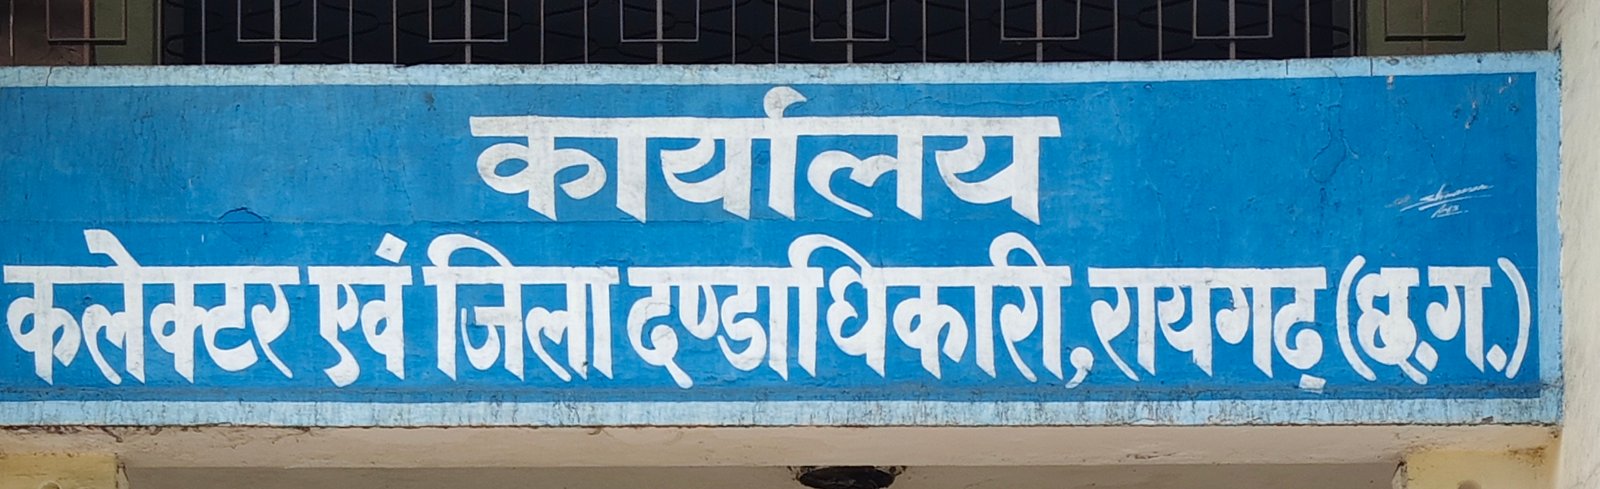 कार्यालय
कलेक्टर एवं जिला दण्डाधिकारी, रायगढ़ (छ.ग.)